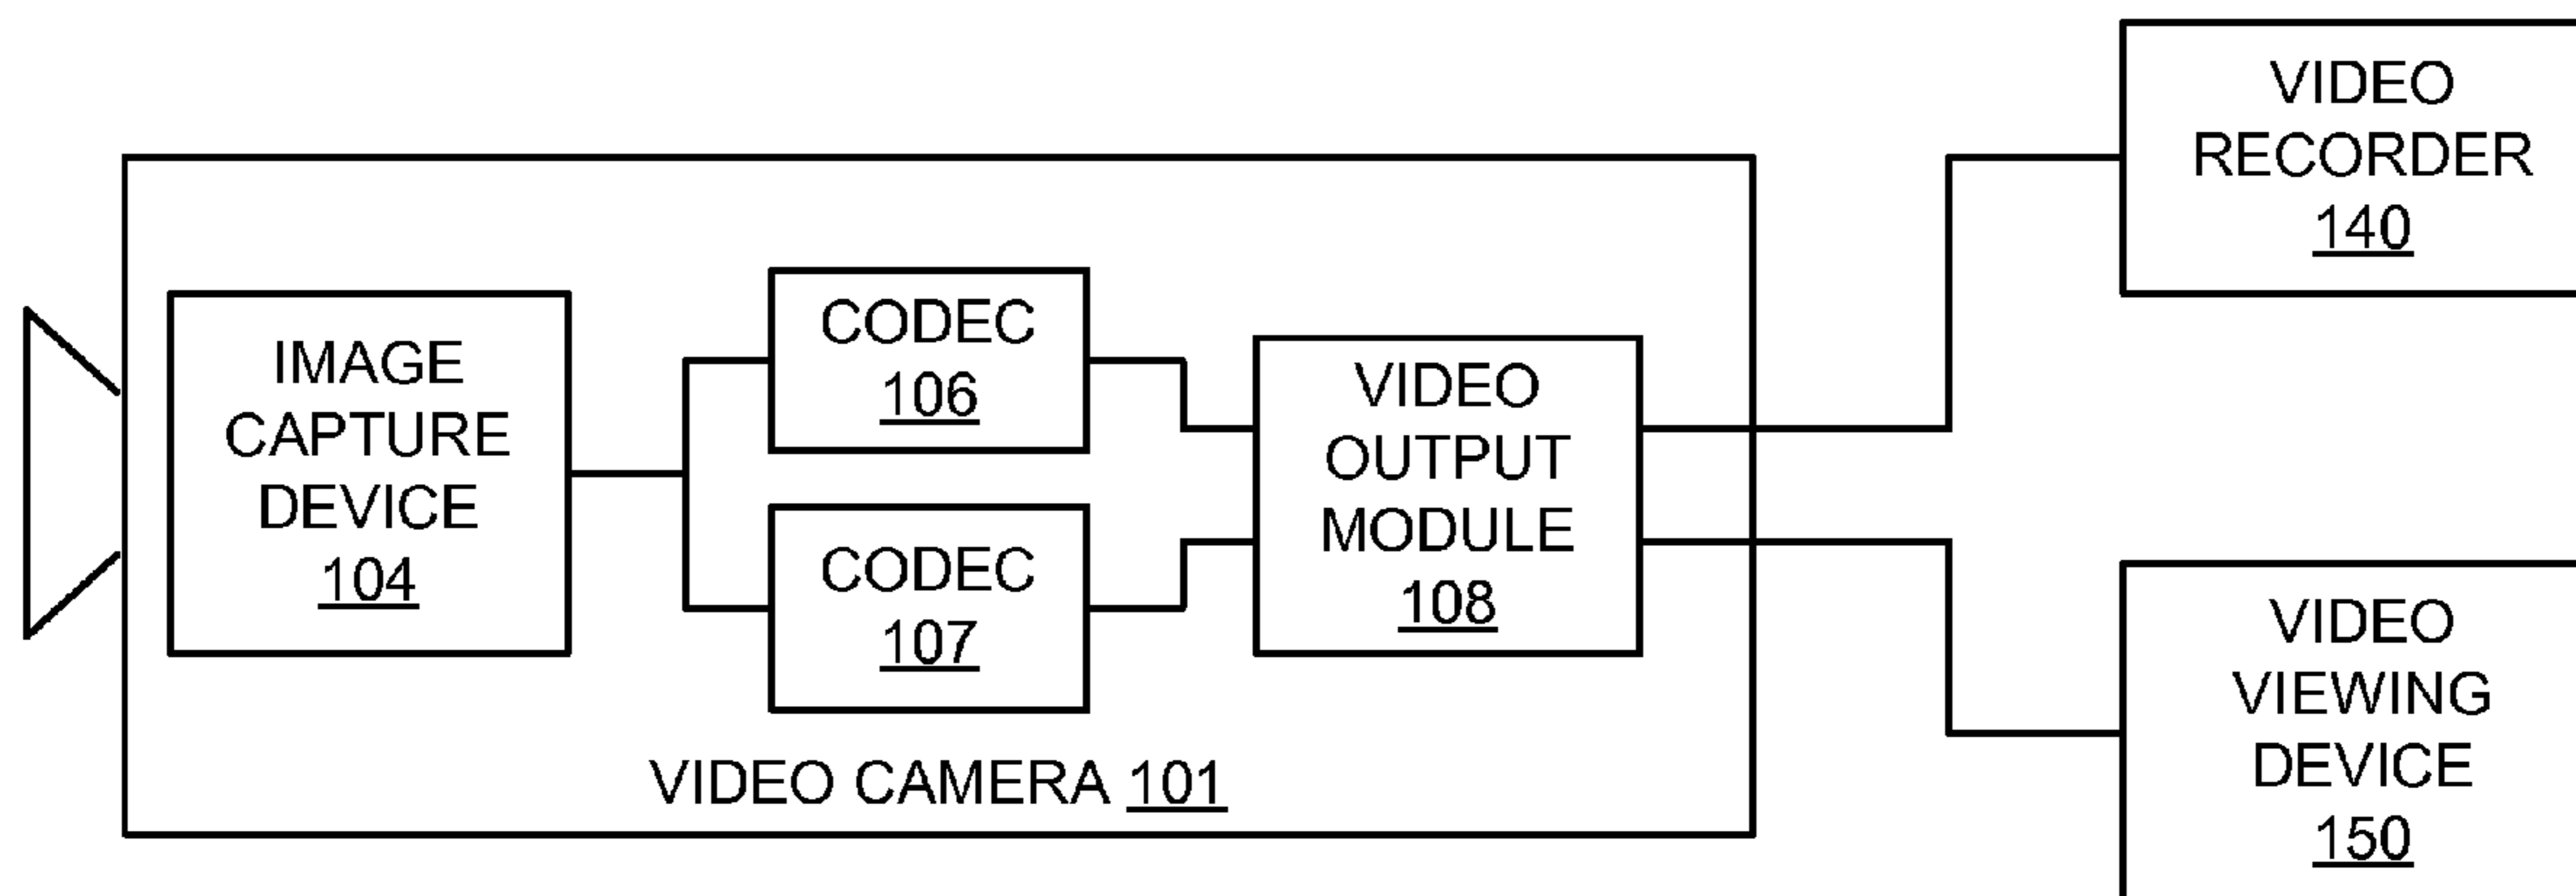 IMAGE
CAPTURE
DEVICE
104
CODEC
106
CODEC
107
VIDEO
OUTPUT
MODULE
108
VIDEO CAMERA 101
VIDEO
RECORDER
140
VIDEO
VIEWING
DEVICE
150